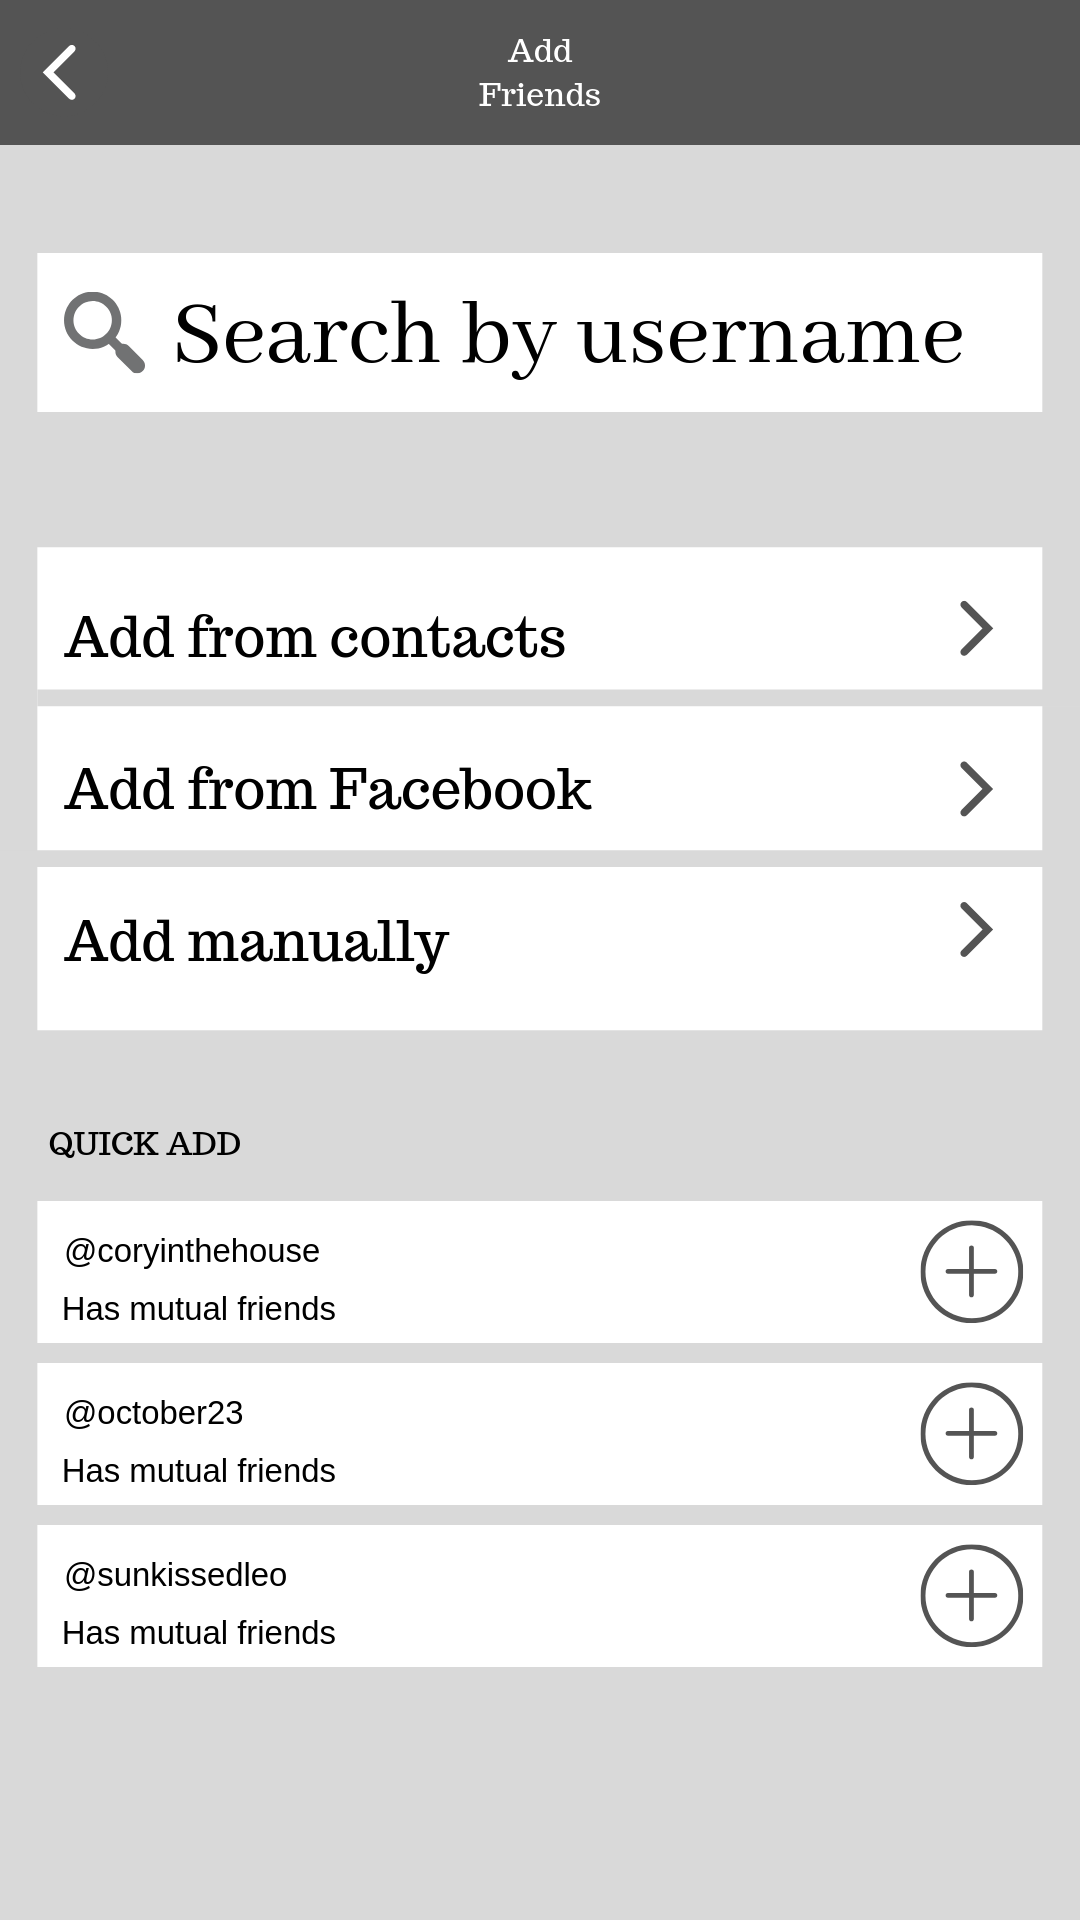 Add
Friends
Search by username
Add from contacts
Add from Facebook
Add manually
QUICK ADD
@coryinthehouse
Has mutual friends
@october23
Has mutual friends
@sunkissedleo
Has mutual friends